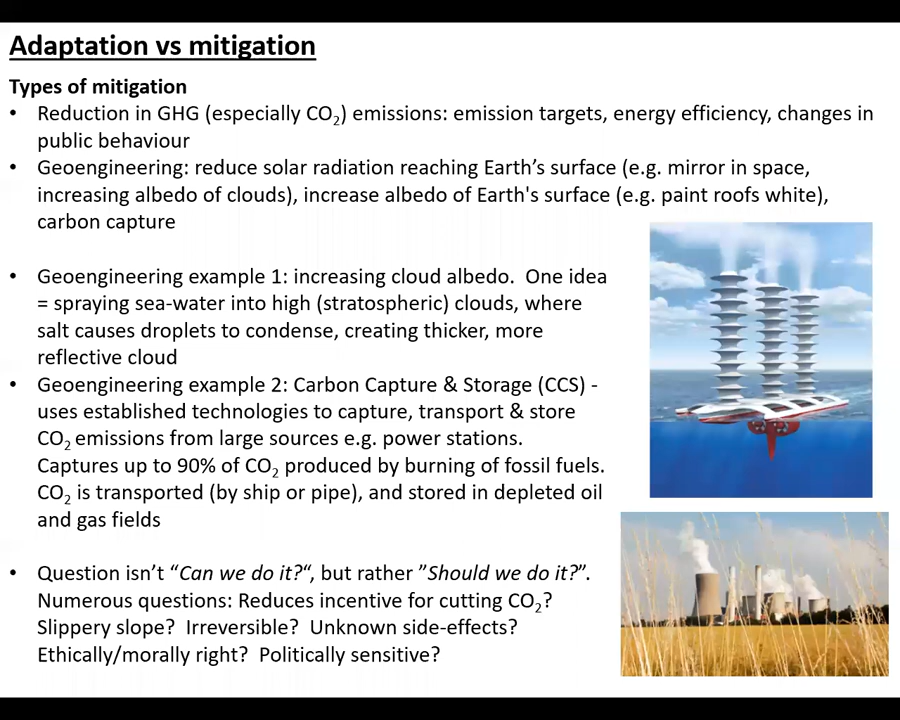 Adaptation vs mitigation
Types of mitigation
• Reduction in GHG (especially CO₂) emissions: emission targets, energy efficiency, changes in
public behaviour
• Geoengineering: reduce solar radiation reaching Earth’s surface (e.g. mirror in space,
increasing albedo of clouds), increase albedo of Earth's surface (e.g. paint roofs white),
carbon capture
• Geoengineering example 1: increasing cloud albedo. One idea
= spraying sea-water into high (stratospheric) clouds, where
salt causes droplets to condense, creating thicker, more
reflective cloud
• Geoengineering example 2: Carbon Capture & Storage (CCS) -
uses established technologies to capture, transport & store
CO₂ emissions from large sources e.g. power stations.
Captures up to 90% of CO₂ produced by burning of fossil fuels.
CO₂ is transported (by ship or pipe), and stored in depleted oil
and gas fields
• Question isn’t “Can we do it?“, but rather ”Should we do it?”.
Numerous questions: Reduces incentive for cutting CO₂?
Slippery slope? Irreversible? Unknown side-effects?
Ethically/morally right? Politically sensitive?